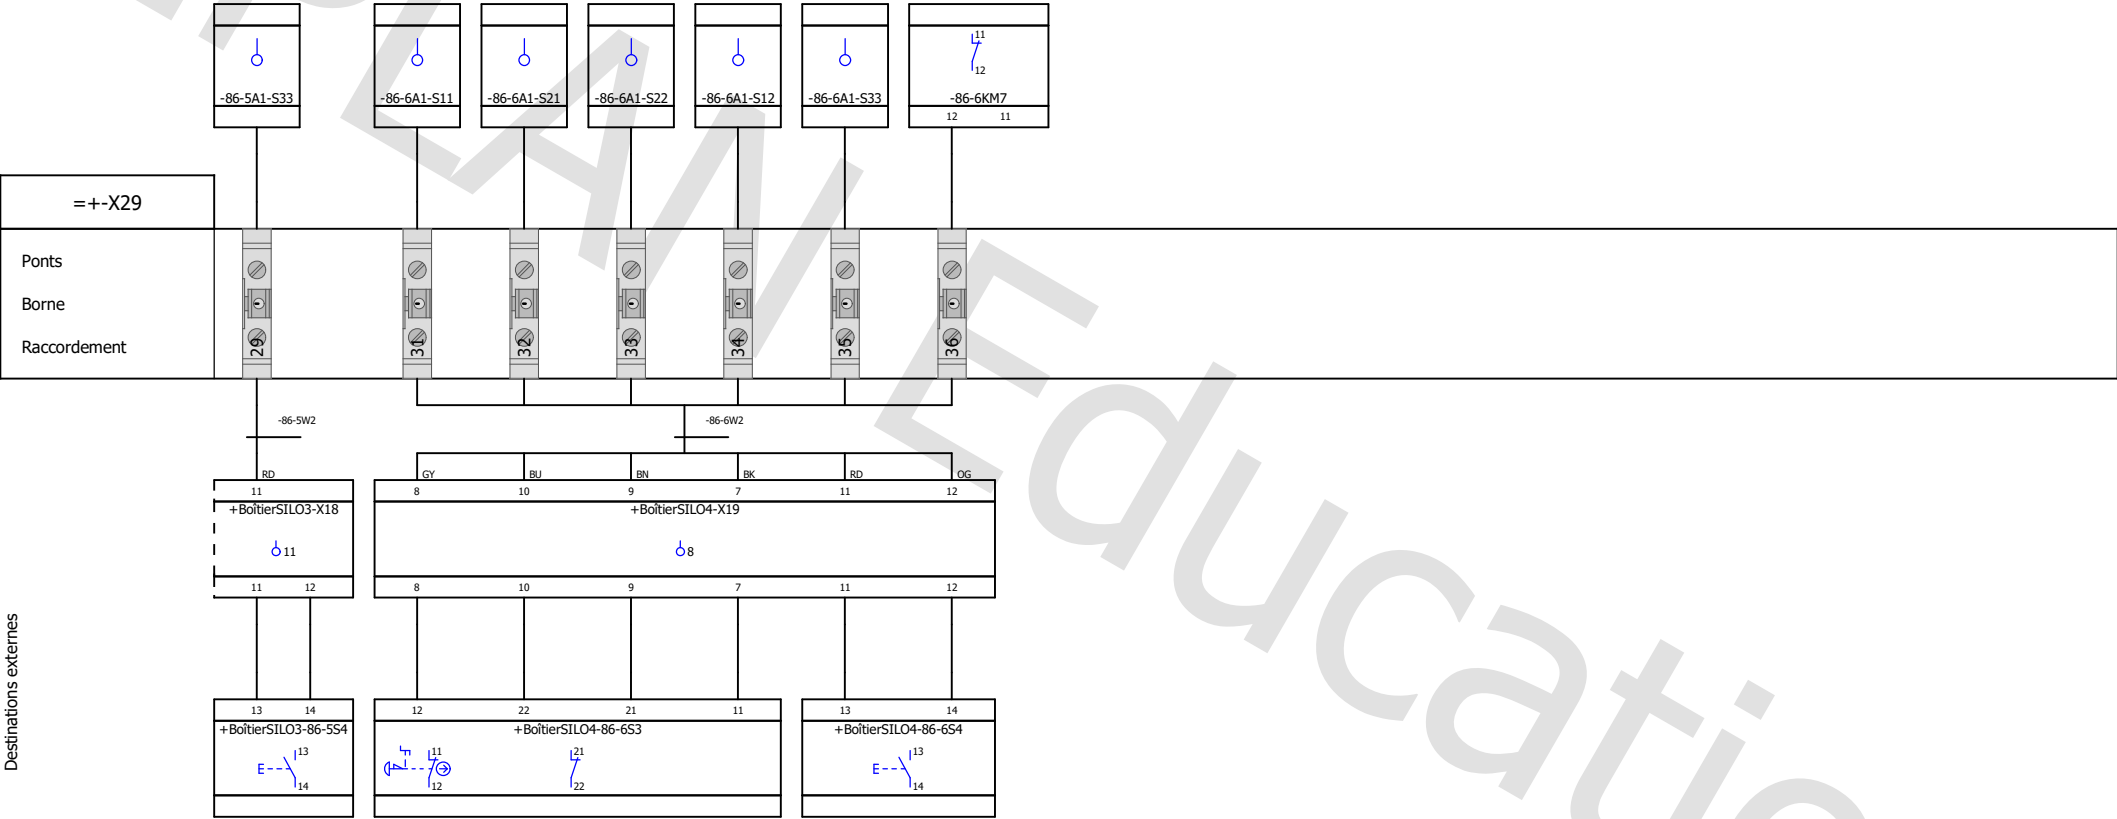 -86-5A1-S33
-86-6A1-S11
-86-6A1-S21
-86-6A1-S22
-86-6A1-S12
-86-6A1-S33
11
12
-86-6KM7
12 11
=+-X29
Ponts
Borne
Raccordement
29 31 32 33 34 35 36
-86-5W2
-86-6W2
RD GY BU BN BK RD OG
11 8 10 9 7 11 12
+BoîtierSILO3-X18
+BoîtierSILO4-X19
11
8
11 12 8 10 9 7 11 12
Destinations externes
13 14 12 22 21 11 13 14
+BoîtierSILO3-86-5S4
+BoîtierSILO4-86-6S3
+BoîtierSILO4-86-6S4
13 11 21 13
E
E
14 12 22 14
PLAN Educatio